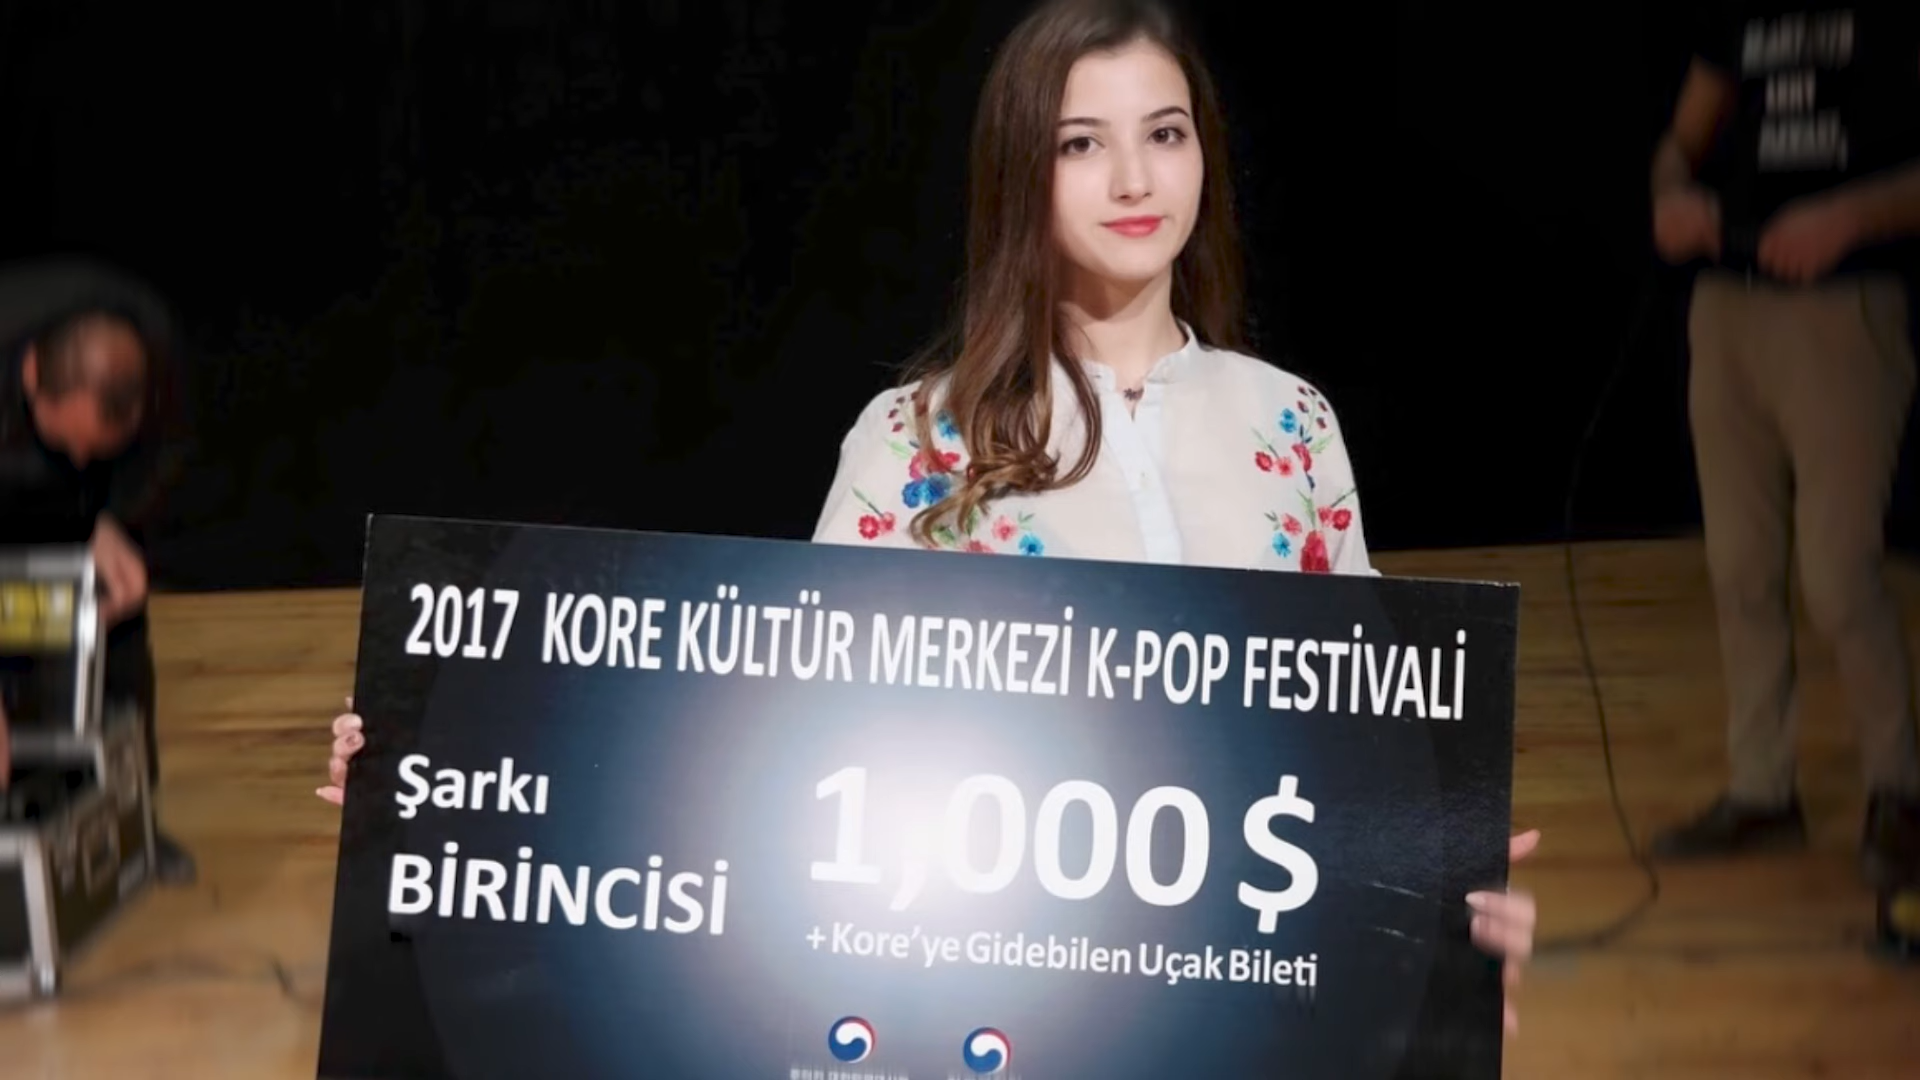 2017 KORE KÜLTÜR MERKEZİ K-POP FESTİVALİ
Şarkı
BİRİNCİSİ
1,000 $
+ Kore'ye Gidebilen Uçak Bileti